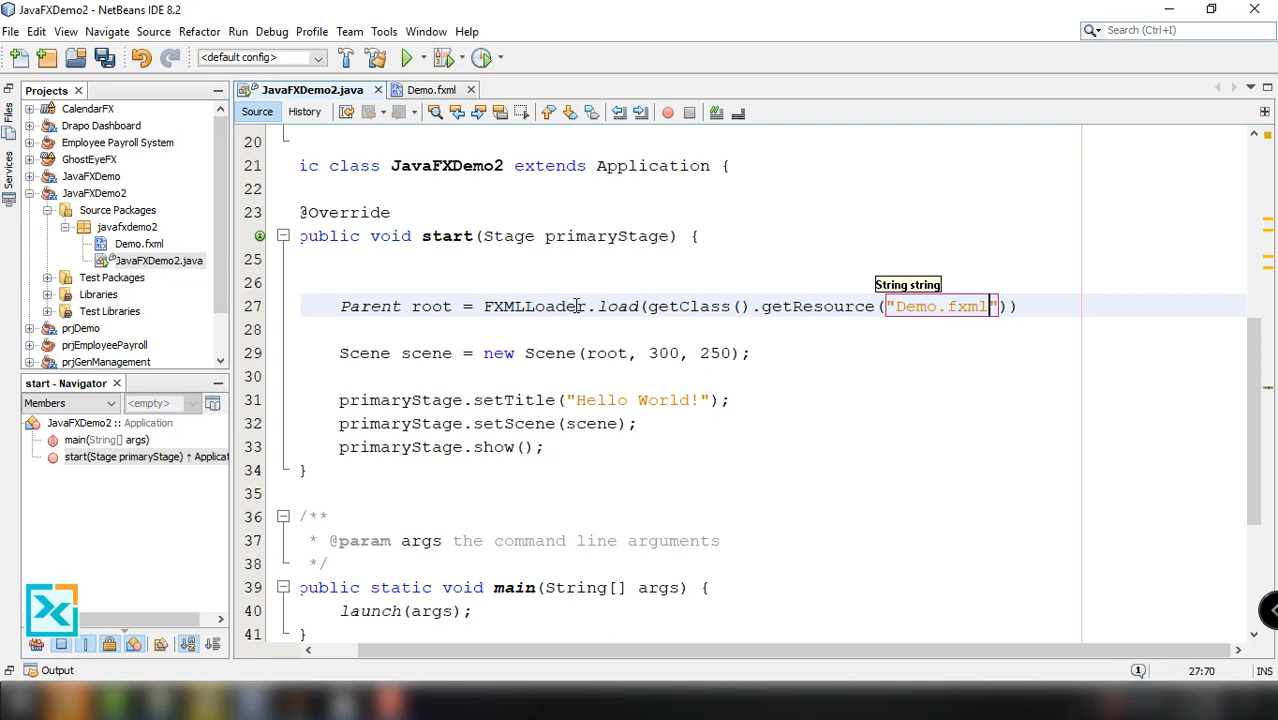 JavaFXDemo2 - NetBeans IDE 8.2
File Edit View Navigate Source Refactor Run Debug Profile Team Tools Window Help
Search (Ctrl+I)
<default config>
Projects
JavaFXDemo2.java
Demo.fxml
Files
Services
Source History
CalendarFX
Drapo Dashboard
Employee Payroll System
GhostEyeFX
JavaFXDemo
JavaFXDemo2
Source Packages
javafxdemo2
Demo.fxml
JavaFXDemo2.java
Test Packages
Libraries
Test Libraries
prjDemo
prjEmployeePayroll
prjGenManagement
start - Navigator
Members
<empty>
JavaFXDemo2 :: Application
main(String[] args)
start(Stage primaryStage) ↑ Applicat
20
21 ic class JavaFXDemo2 extends Application {
22
23 @Override
public void start(Stage primaryStage) {
25
26
String string
27 Parent root = FXMLLoader.load(getClass().getResource("Demo.fxml"))
28
29 Scene scene = new Scene(root, 300, 250);
30
31 primaryStage.setTitle("Hello World!");
32 primaryStage.setScene(scene);
33 primaryStage.show();
34 }
35
36 /**
37 * @param args the command line arguments
38 */
39 public static void main(String[] args) {
40 launch(args);
41 }
Output
1
27:70
INS